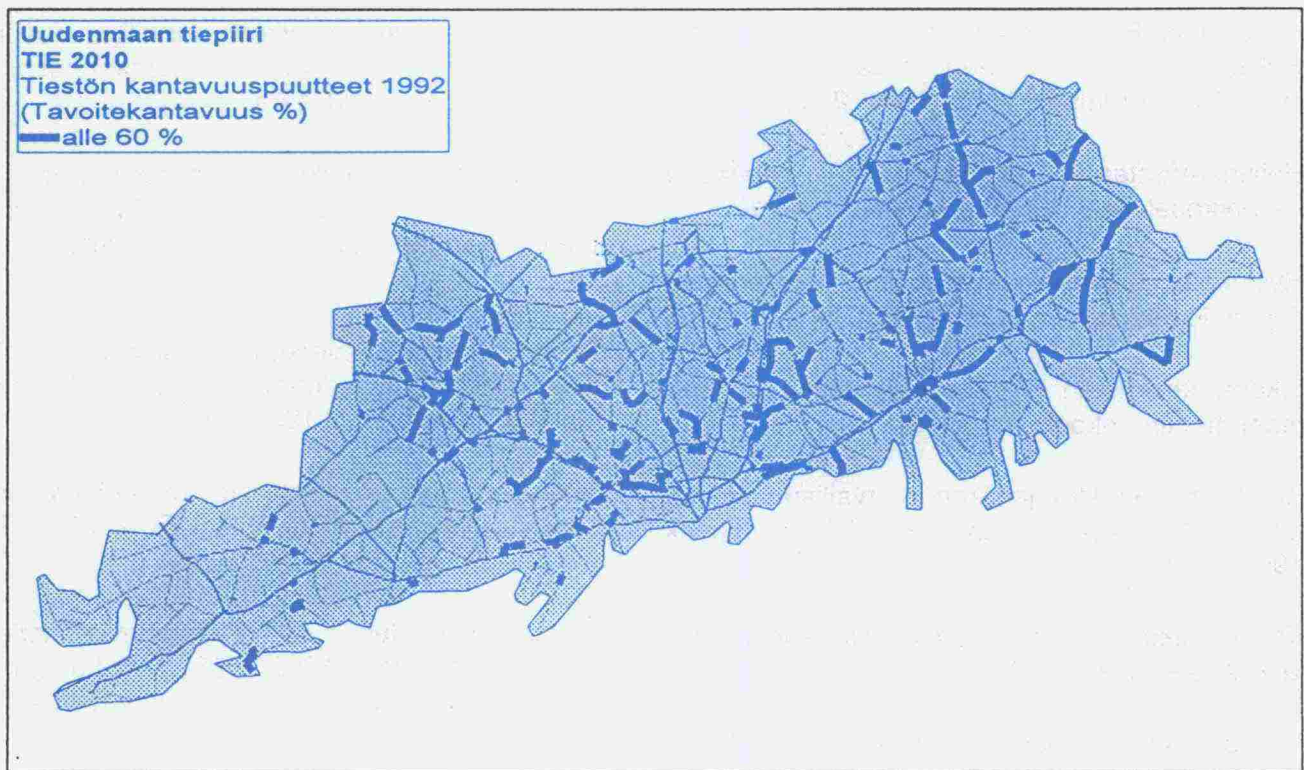 Uudenmaan tiepiiri
TIE 2010
Tiestön kantavuuspuutteet 1992
(Tavoitekantavuus %)
alle 60 %